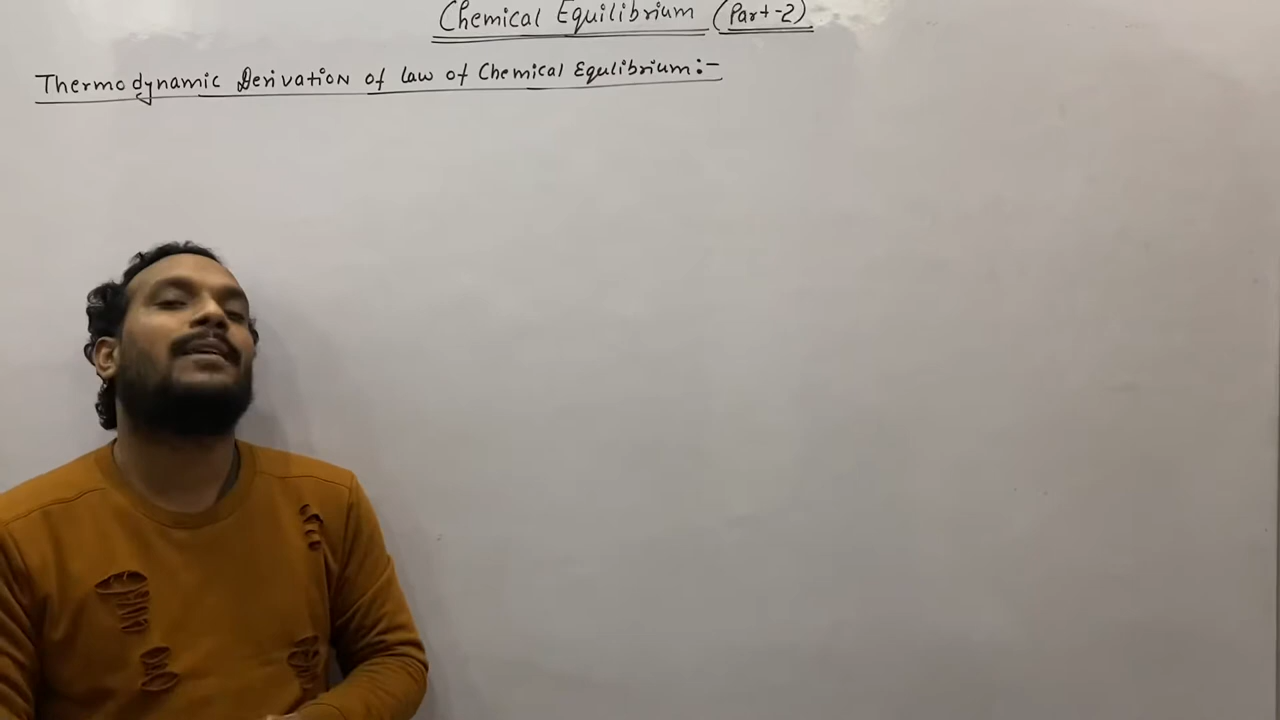 Chemical Equilibrium (Part-2)
Thermodynamic Derivation of law of Chemical Equlibrium:-